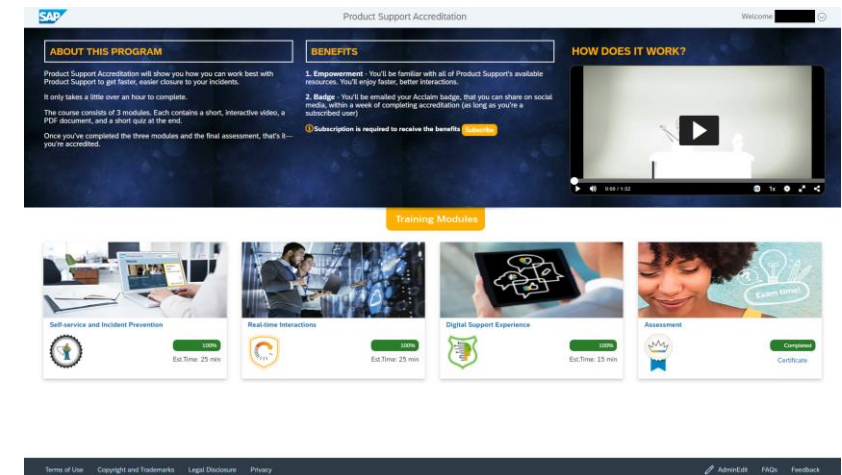 SAP
Product Support Accreditation
Welcome
ABOUT THIS PROGRAM
Product Support Accreditation will show you how you can work best with
Product Support to get faster, easier closure to your incidents.
It only takes a little over an hour to complete.
The course consists of 3 modules. Each contains a short, interactive video, a
PDF document, and a short quiz at the end.
Once you've completed the three modules and the final assessment, that's it—
you're accredited.
BENEFITS
1. Empowerment - You'll be familiar with all of Product Support's available
resources. You'll enjoy faster, better interactions.
2. Badge - You'll be emailed your Acclaim badge, that you can share on social
media, within a week of completing accreditation (as long as you're a
subscribed user)
Subscription is required to receive the benefits Subscribe
HOW DOES IT WORK?
0:00 / 1:32
1x
Training Modules
Self-service and Incident Prevention
100%
Est.Time: 25 min
Real-time Interactions
100%
Est.Time: 25 min
Digital Support Experience
100%
Est.Time: 15 min
Exam time!
Assessment
Completed
Certificate
Terms of Use Copyright and Trademarks Legal Disclosure Privacy
AdminEdit FAQs Feedback